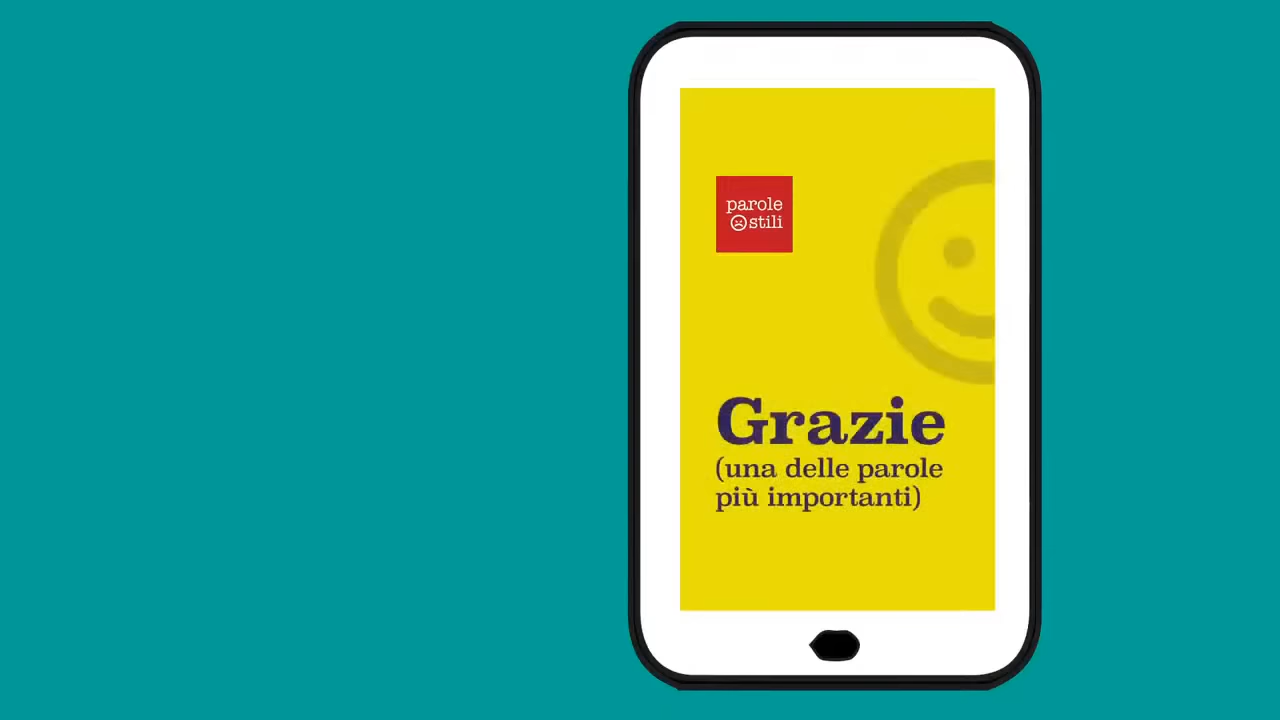 parole
stili
Grazie
(una delle parole
più importanti)